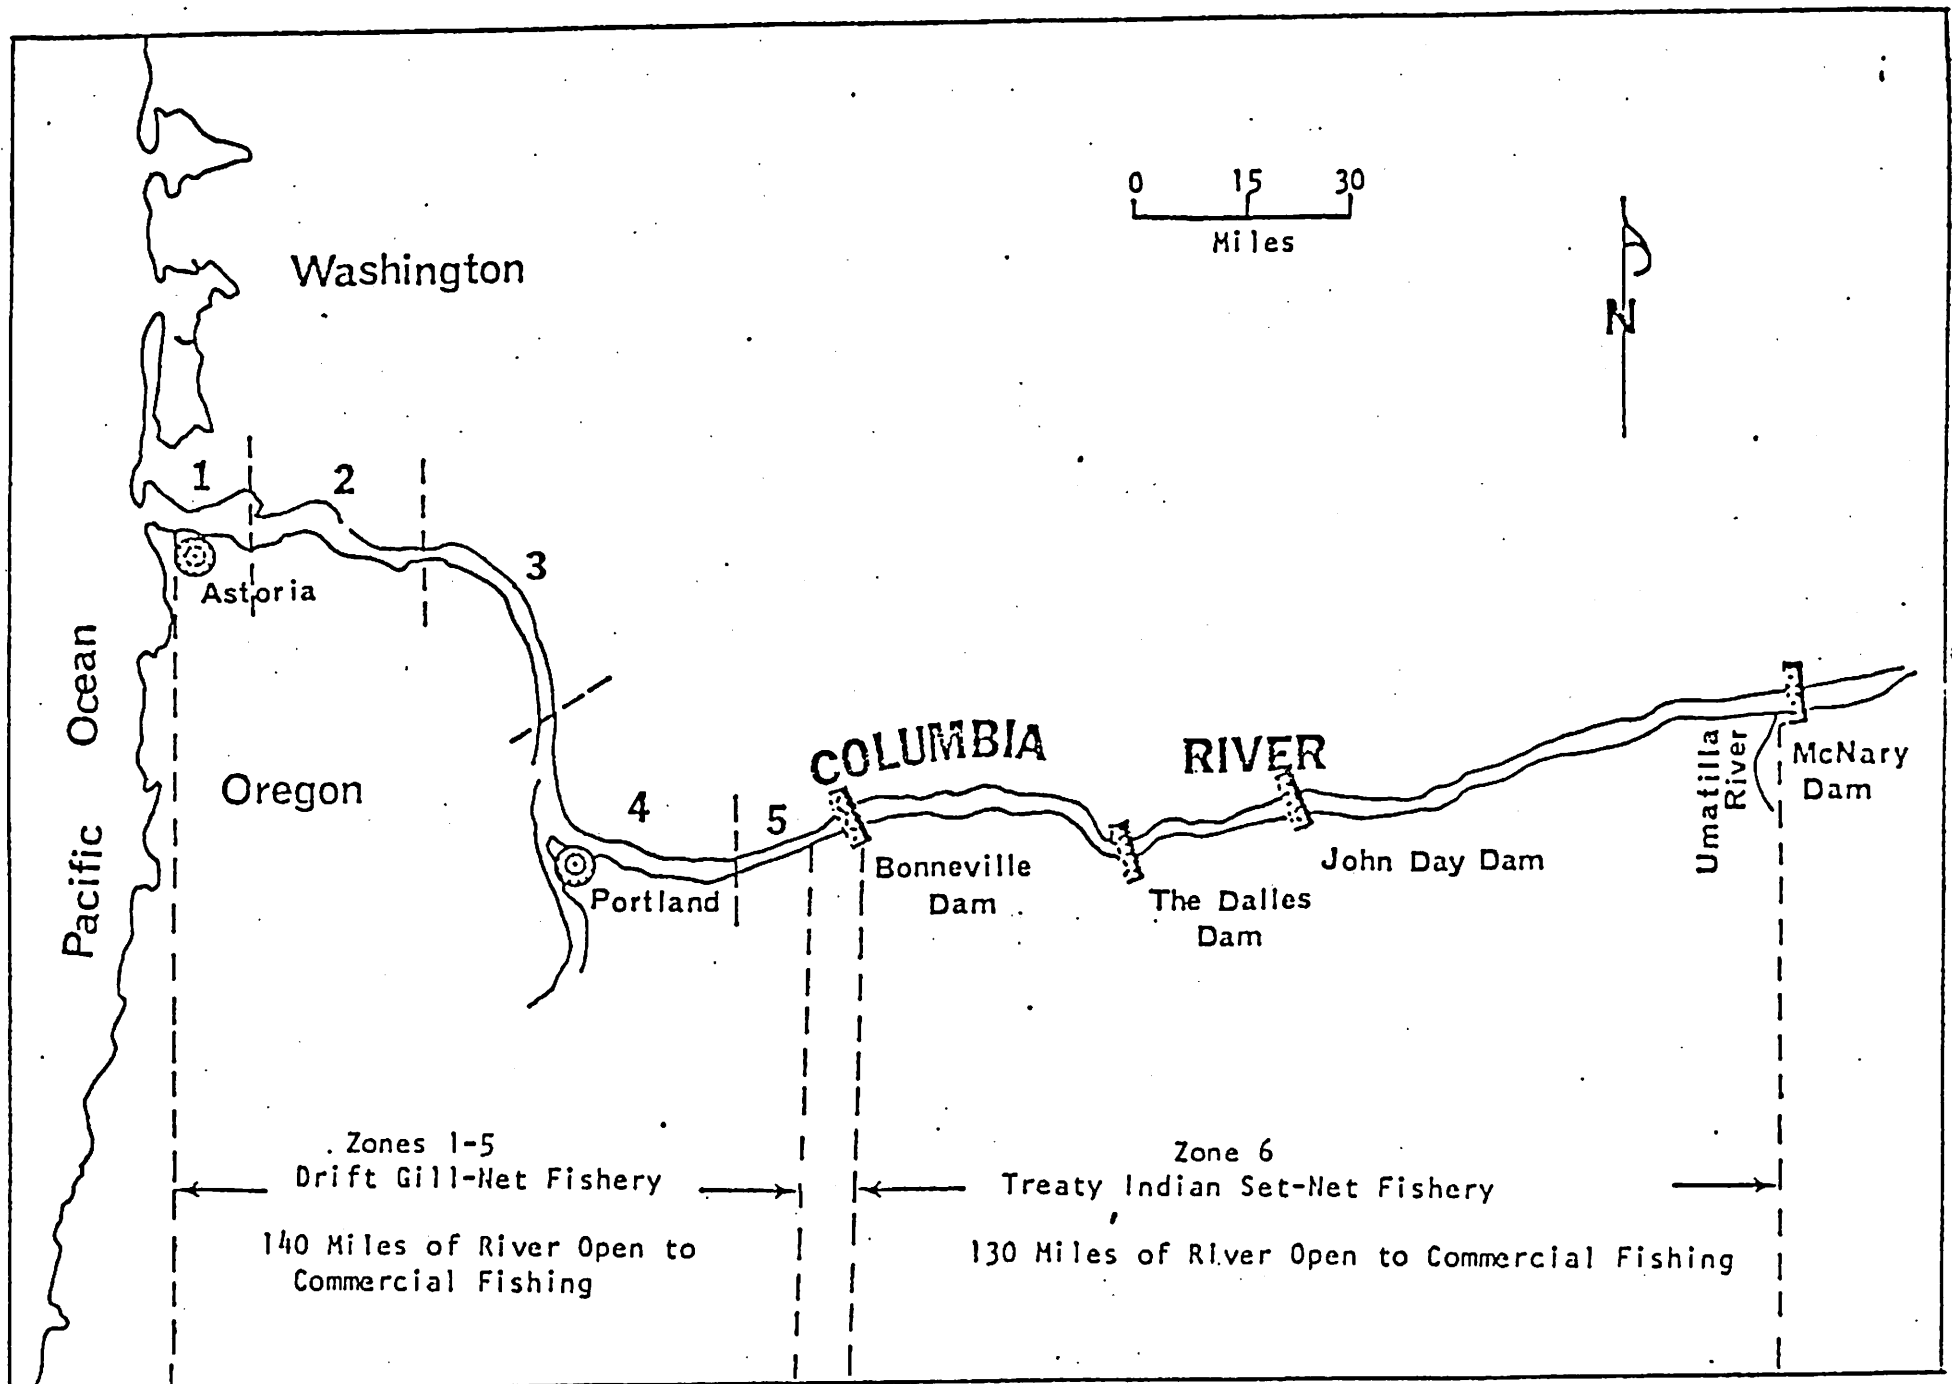 0 15 30
Miles
N
Washington
1
2
3
Astoria
Pacific Ocean
Oregon
COLUMBIA RIVER
4
5
Portland
Bonneville
Dam
The Dalles
Dam
John Day Dam
Umatilla
River
McNary
Dam
Zones 1-5
Drift Gill-Net Fishery
140 Miles of River Open to
Commercial Fishing
Zone 6
Treaty Indian Set-Net Fishery
130 Miles of River Open to Commercial Fishing